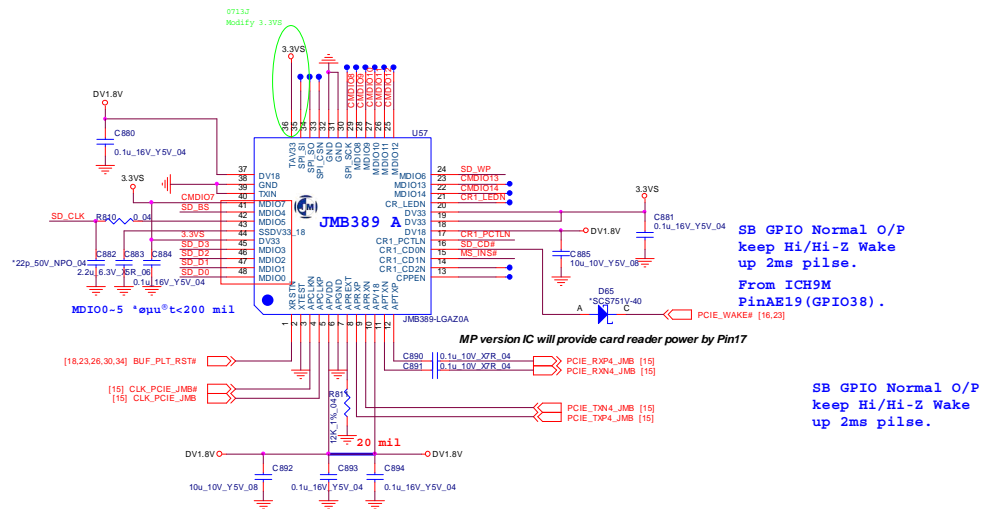 0713J
Modify 3.3VS
3.3VS
DV1.8V
C880
0.1u_16V_Y5V_04
3.3VS
CMDIO8
CMDIO9
CMDIO10
CMDIO11
CMDIO12
36
35
34
33
32
31
30
29
28
27
26
25
TAV33
SPI_SI
SPI_SO
SPI_CSN
GND
GND
SPI_SCK
MDIO8
MDIO9
MDIO10
MDIO11
MDIO12
U57
37 DV18
38 GND
39 TXIN
CMDIO7 40 MDIO7
SD_BS 41 MDIO4
SD_CLK R810 0_04 42 MDIO5
43 SSDV33_18
3.3VS 44 DV33
SD_D3 45 MDIO3
SD_D2 46 MDIO2
SD_D1 47 MDIO1
SD_D0 48 MDIO0
JM
JMB389 A
MDIO6 24 SD_WP
MDIO13 23 CMDIO13
MDIO14 22 CMDIO14
CR_LEDN 21 CR1_LEDN
DV33 20
DV33 19
DV18 18
CR1_PCTLN 17 CR1_PCTLN
CR1_CD0N 16 SD_CD#
CR1_CD1N 15 MS_INS#
CR1_CD2N 14
CPPEN 13
3.3VS
C881
0.1u_16V_Y5V_04
DV1.8V
C885
10u_10V_Y5V_08
C882
*22p_50V_NPO_04
C883
2.2u_6.3V_X5R_06
C884
0.1u_16V_Y5V_04
MDIO0~5 ªøµu®t<200 mil
XRSTN
XTEST
APCLKN
APCLKP
APVDD
APGND
APREXT
APRXP
APRXN
APV18
APTXN
APTXP
1
2
3
4
5
6
7
8
9
10
11
12
JMB389-LGAZ0A
D65
*SCS751V-40
A
C
PCIE_WAKE# [16,23]
SB GPIO Normal O/P
keep Hi/Hi-Z Wake
up 2ms pilse.
From ICH9M
PinAE19(GPIO38).
MP version IC will provide card reader power by Pin17
[18,23,26,30,34] BUF_PLT_RST#
C890 0.1u_10V_X7R_04 PCIE_RXP4_JMB [15]
C891 0.1u_10V_X7R_04 PCIE_RXN4_JMB [15]
[15] CLK_PCIE_JMB#
[15] CLK_PCIE_JMB
R811
12K_1%_04
PCIE_TXN4_JMB [15]
PCIE_TXP4_JMB [15]
SB GPIO Normal O/P
keep Hi/Hi-Z Wake
up 2ms pilse.
20 mil
DV1.8V
DV1.8V
C892
10u_10V_Y5V_08
C893
0.1u_16V_Y5V_04
C894
0.1u_16V_Y5V_04